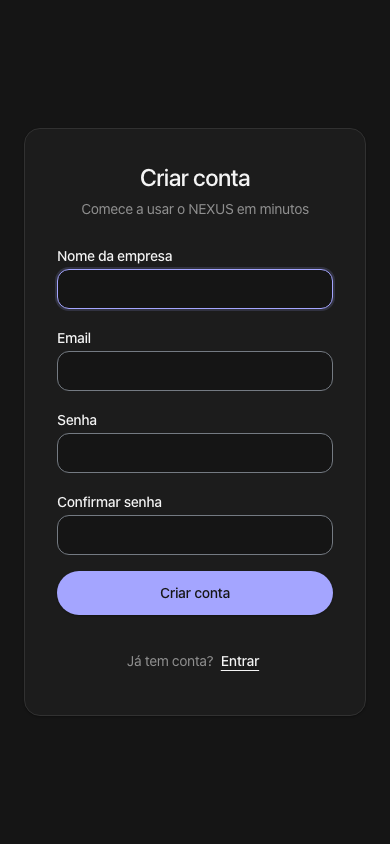 Criar conta
Comece a usar o NEXUS em minutos
Nome da empresa
Email
Senha
Confirmar senha
Criar conta
Já tem conta? Entrar